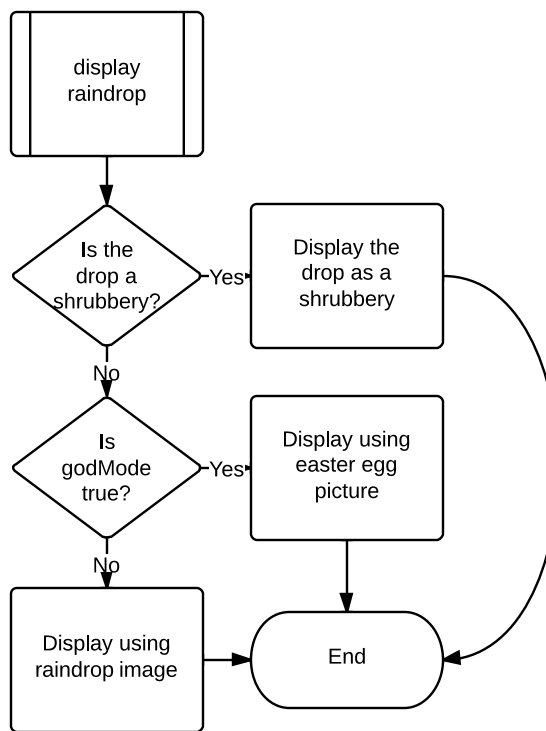 display
raindrop
Is the
drop a
shrubbery?
Yes
Display the
drop as a
shrubbery
No
Is
godMode
true?
Yes
Display using
easter egg
picture
No
Display using
raindrop image
End